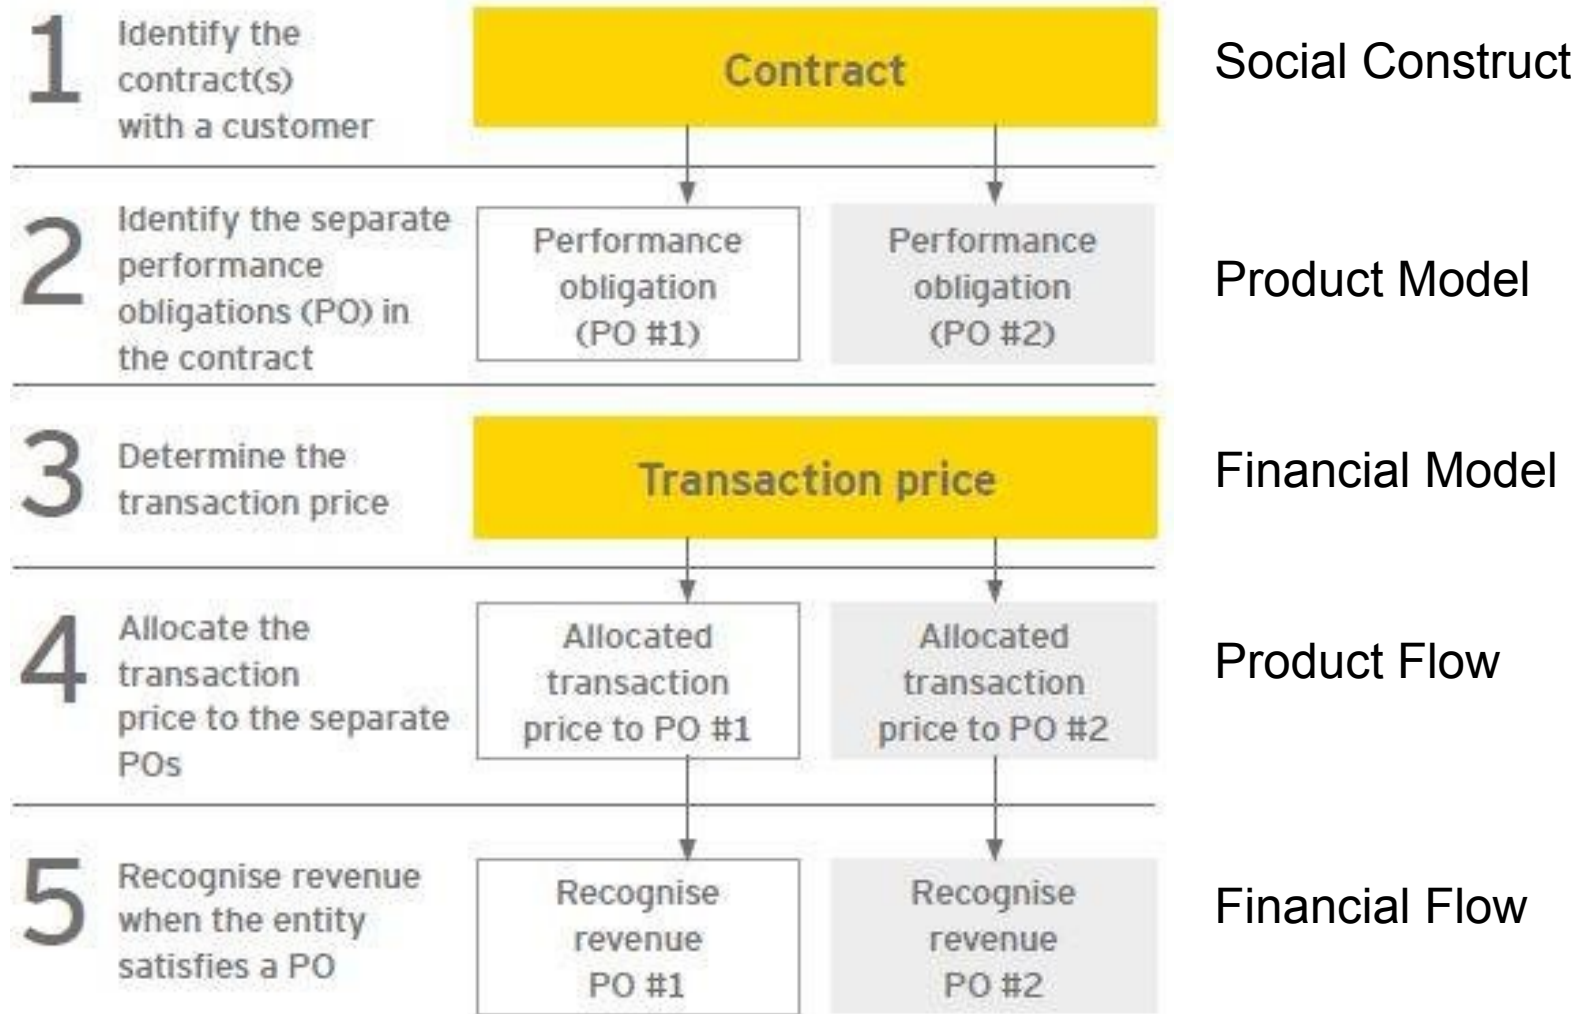 1
Identify the
contract(s)
with a customer
Contract
Social Construct
2
Identify the separate
performance
obligations (PO) in
the contract
Performance
obligation
(PO #1)
Performance
obligation
(PO #2)
Product Model
3
Determine the
transaction price
Transaction price
Financial Model
4
Allocate the
transaction
price to the separate
POs
Allocated
transaction
price to PO #1
Allocated
transaction
price to PO #2
Product Flow
5
Recognise revenue
when the entity
satisfies a PO
Recognise
revenue
PO #1
Recognise
revenue
PO #2
Financial Flow